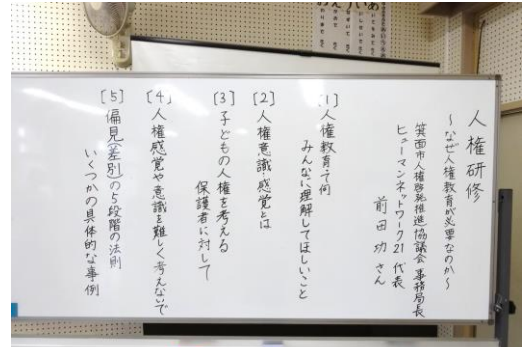 人権研修
～なぜ人権教育が必要なのか～
箕面市人権啓発推進協議会 事務局長
ヒューマンネットワーク21 代表
前田 功 さん
[1] 人権教育て何
みんなに理解してほしいこと
[2] 人権意識・感覚とは
[3] 子どもの人権を考える
保護者に対して
[4] 人権感覚や意識を難しく考えないで
[5] 偏見(差別)の5段階の法則
いくつかの具体的な事例